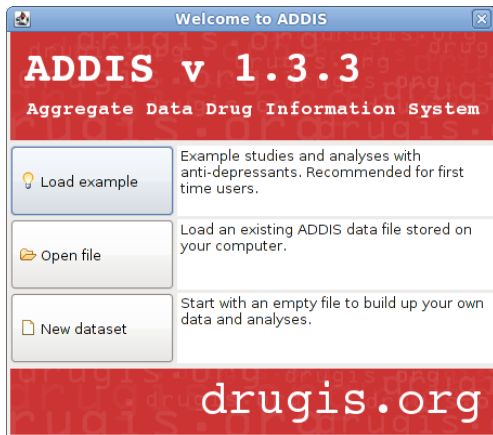 Welcome to ADDIS
ADDIS v 1.3.3
Aggregate Data Drug Information System
Load example
Example studies and analyses with
anti-depressants. Recommended for first
time users.
Open file
Load an existing ADDIS data file stored on
your computer.
New dataset
Start with an empty file to build up your own
data and analyses.
drugis.org